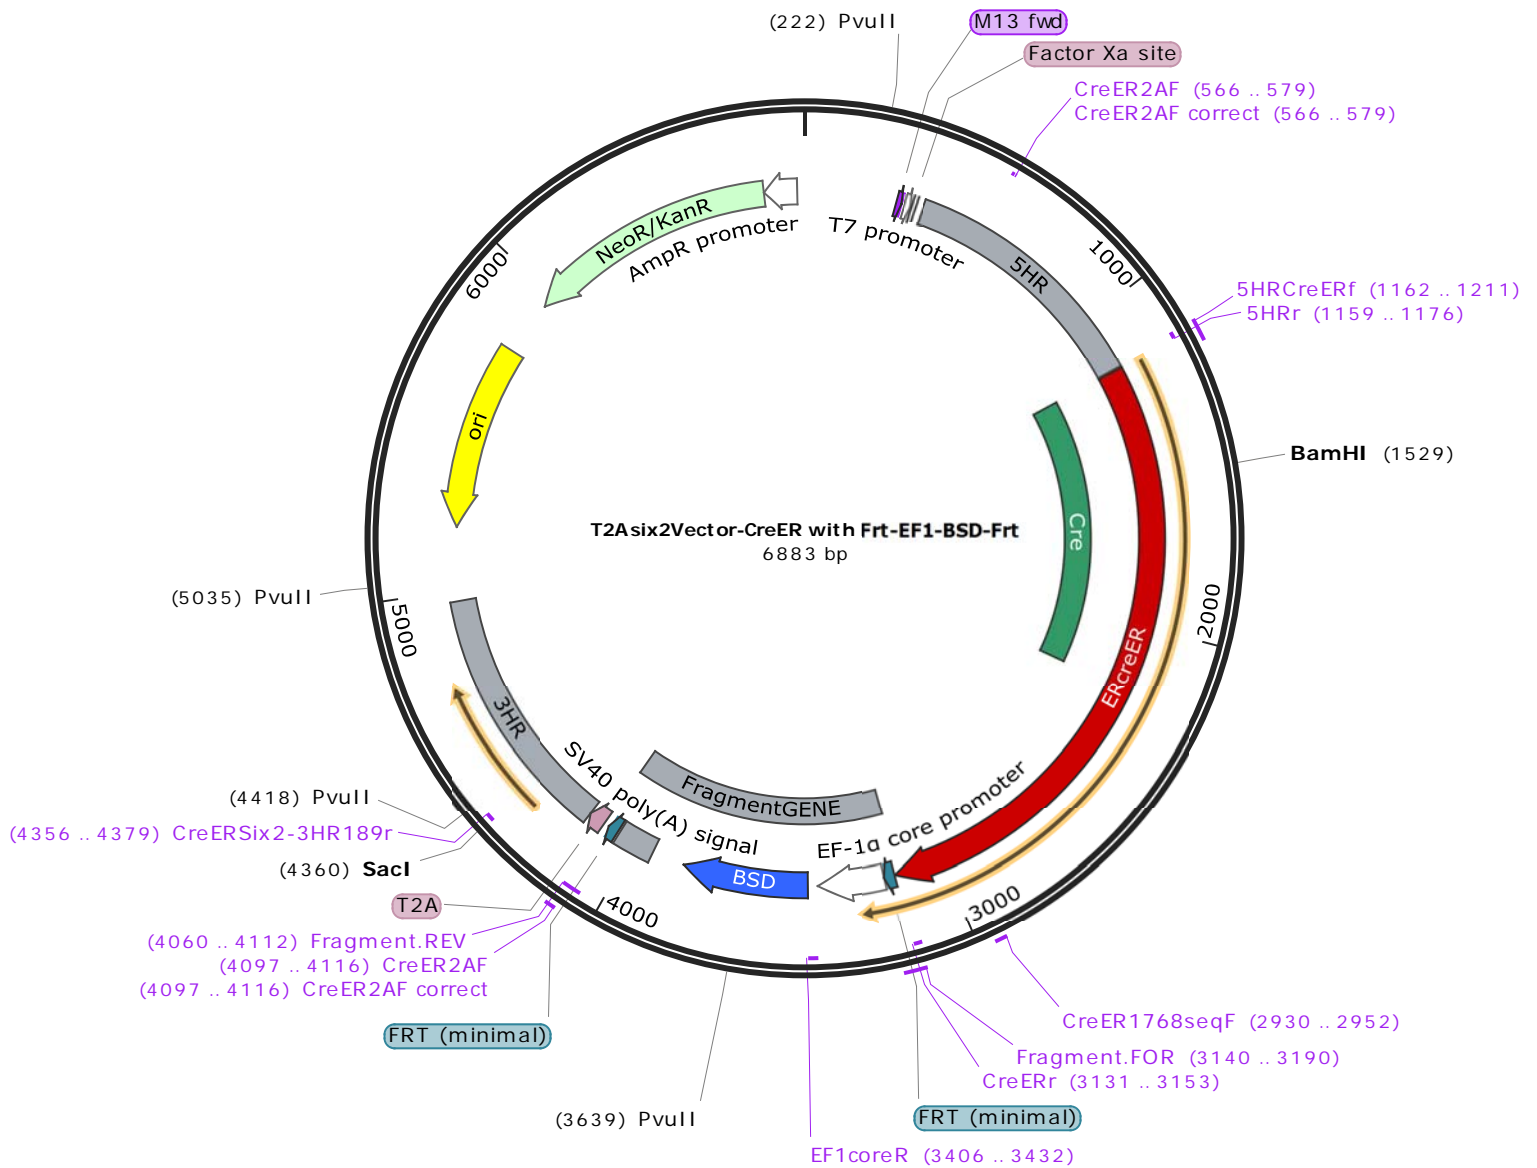 (222) PvuII
M13 fwd
Factor Xa site
CreER2AF (566 .. 579)
CreER2AF correct (566 .. 579)
NeoR/KanR
AmpR promoter
T7 promoter
5HR
1000
6000
5HRCreERf (1162 .. 1211)
5HRr (1159 .. 1176)
ori
BamHI (1529)
Cre
T2Asix2Vector-CreER with Frt-EF1-BSD-Frt
6883 bp
(5035) PvuII
5000
2000
ERcreER
3HR
SV40 poly(A) signal
FragmentGENE
EF-1α core promoter
(4418) PvuII
(4356 .. 4379) CreERSix2-3HR189r
(4360) SacI
BSD
T2A
4000
3000
(4060 .. 4112) Fragment.REV
(4097 .. 4116) CreER2AF
(4097 .. 4116) CreER2AF correct
FRT (minimal)
CreER1768seqF (2930 .. 2952)
Fragment.FOR (3140 .. 3190)
CreERr (3131 .. 3153)
(3639) PvuII
FRT (minimal)
EF1coreR (3406 .. 3432)